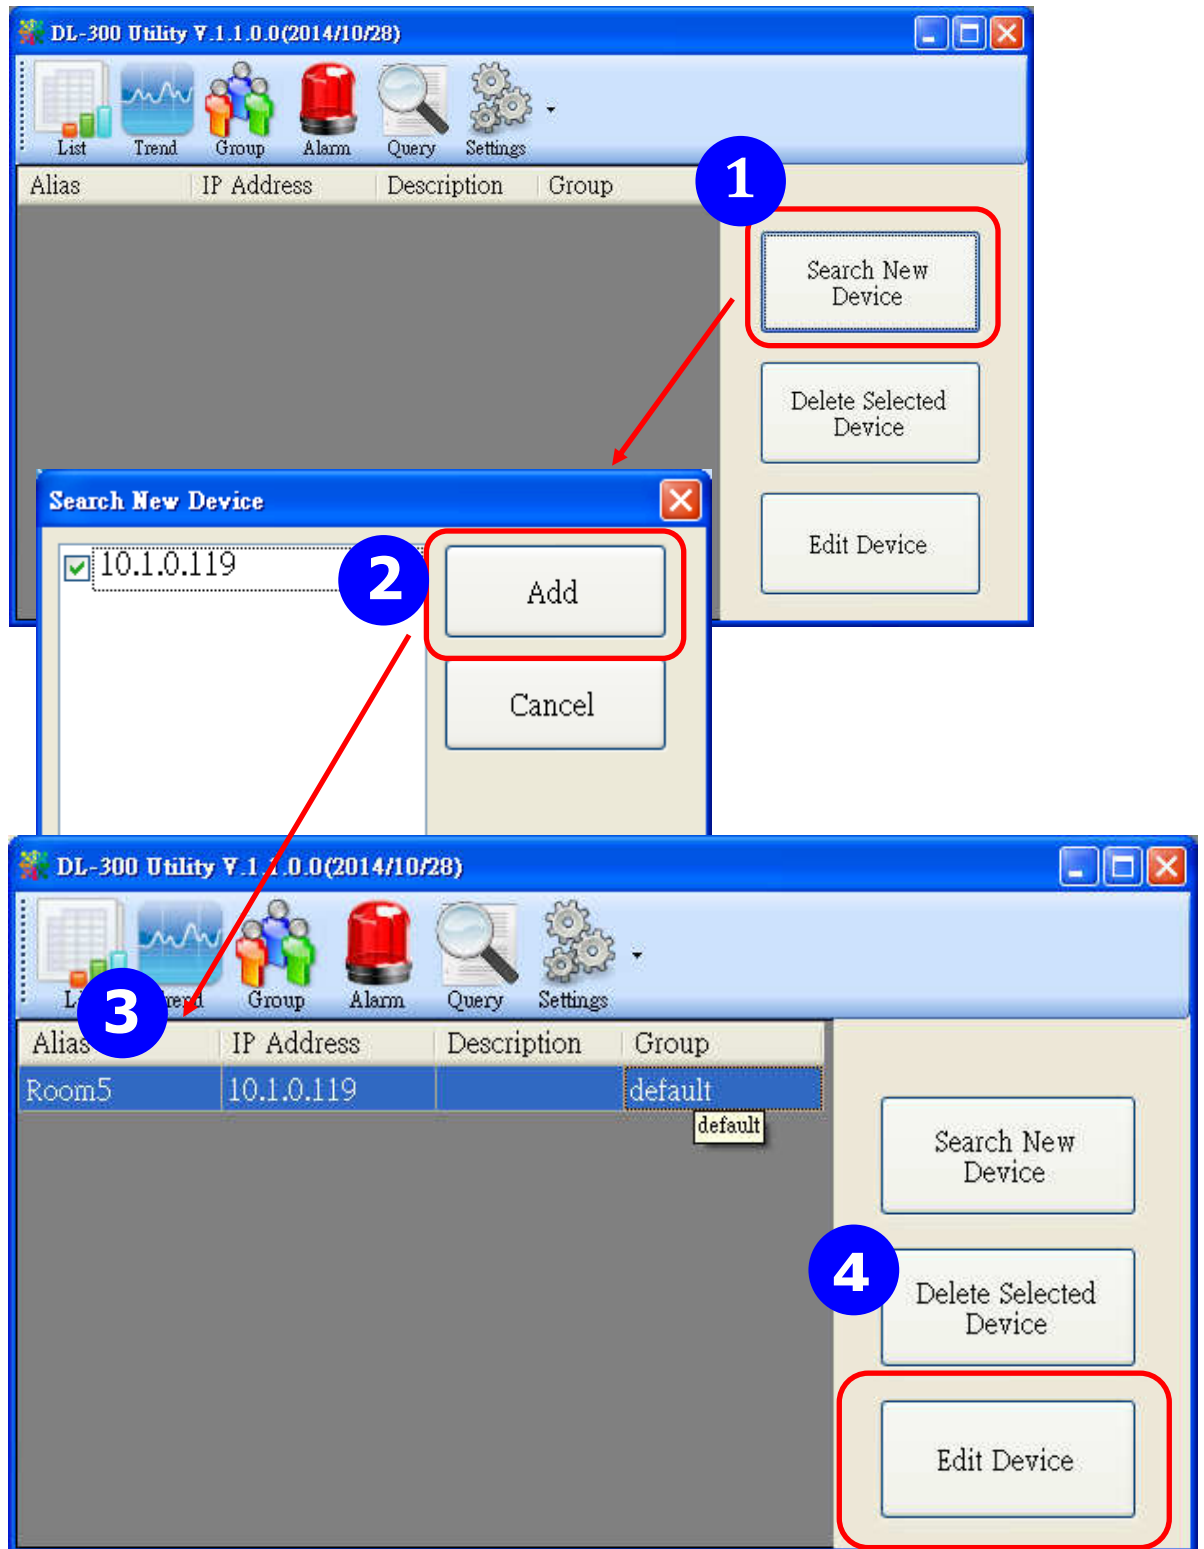 DL-300 Utility V.1.1.0.0(2014/10/28)
List Trend Group Alarm Query Settings
Alias IP Address Description Group
1
Search New
Device
Delete Selected
Device
Edit Device
Search New Device
10.1.0.119
2
Add
Cancel
DL-300 Utility V.1.1.0.0(2014/10/28)
Trend Group Alarm Query Settings
3
Alias IP Address Description Group
Room5 10.1.0.119 default
default
Search New
Device
4
Delete Selected
Device
Edit Device